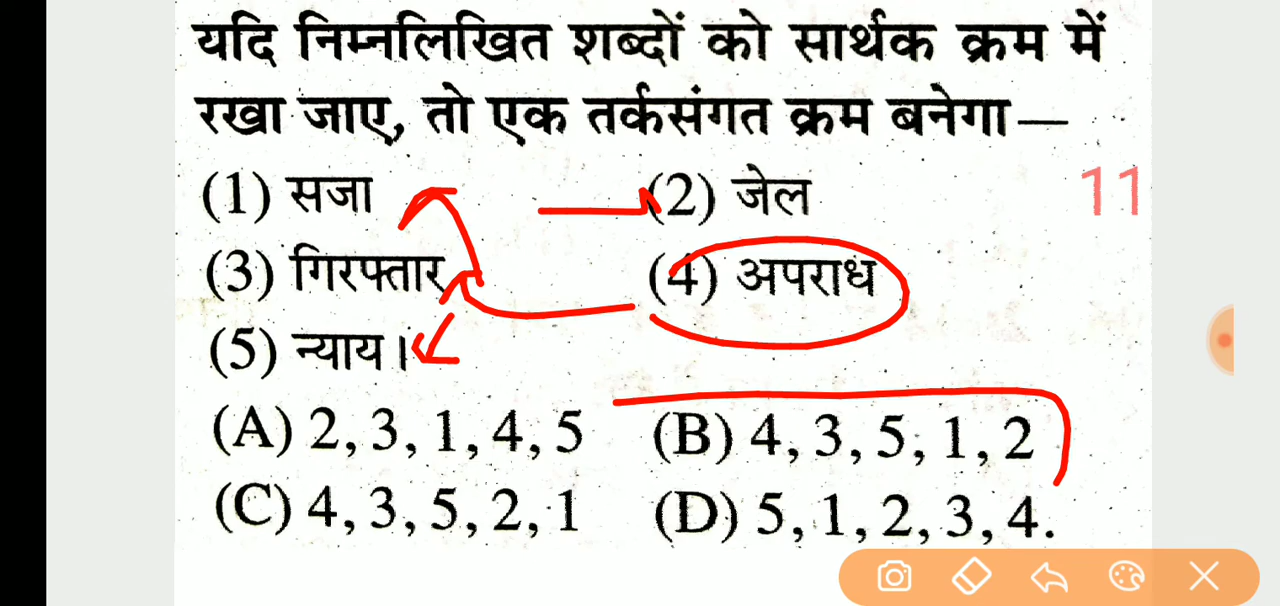 यदि निम्नलिखित शब्दों को सार्थक क्रम में
रखा जाए, तो एक तर्कसंगत क्रम बनेगा—
(1) सजा (2) जेल 11
(3) गिरफ्तार (4) अपराध
(5) न्याय।
(A) 2, 3, 1, 4, 5 (B) 4, 3, 5, 1, 2
(C) 4, 3, 5, 2, 1 (D) 5, 1, 2, 3, 4.